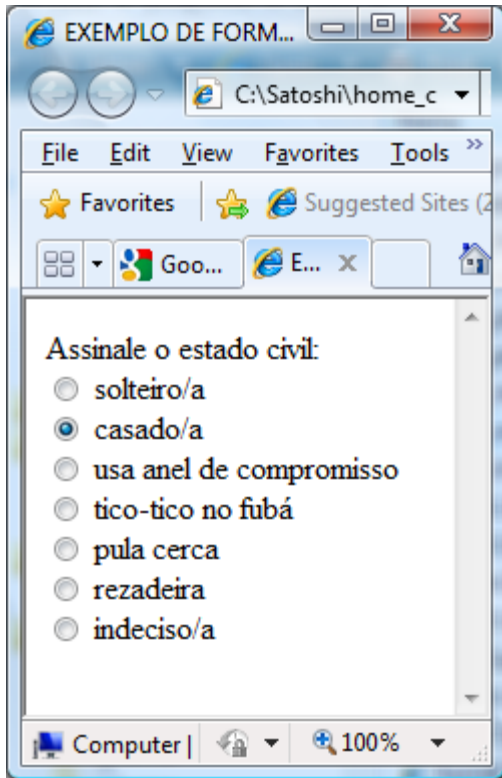 EXEMPLO DE FORM...
C:\Satoshi\home_c
File Edit View Favorites Tools »
Favorites Suggested Sites (2
Goo... E... X
Assinale o estado civil:
solteiro/a
casado/a
usa anel de compromisso
tico-tico no fubá
pula cerca
rezadeira
indeciso/a
Computer | 100%